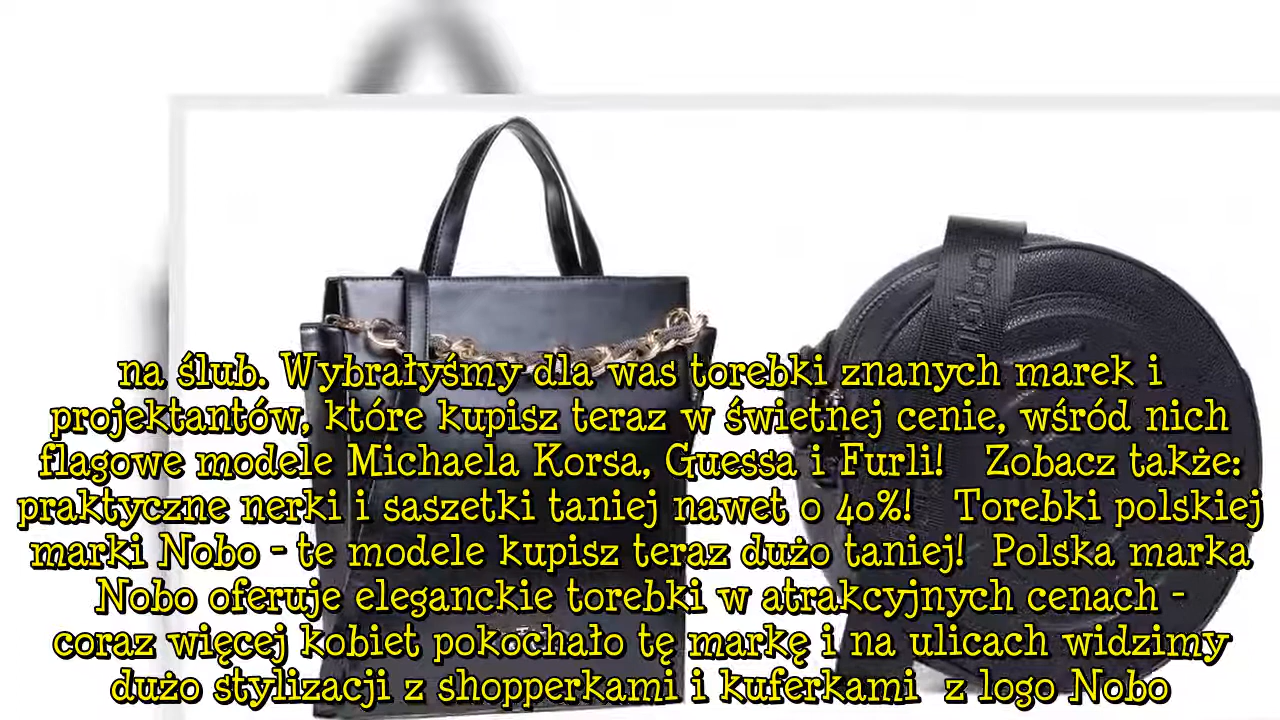 na ślub. Wybrałyśmy dla was torebki znanych marek i
projektantów, które kupisz teraz w świetnej cenie, wśród nich
flagowe modele Michaela Korsa, Guessa i Furli! Zobacz także:
praktyczne nerki i saszetki taniej nawet o 40%! Torebki polskiej
marki Nobo - te modele kupisz teraz dużo taniej! Polska marka
Nobo oferuje eleganckie torebki w atrakcyjnych cenach -
coraz więcej kobiet pokochało tę markę i na ulicach widzimy
dużo stylizacji z shopperkami i kuferkami z logo Nobo